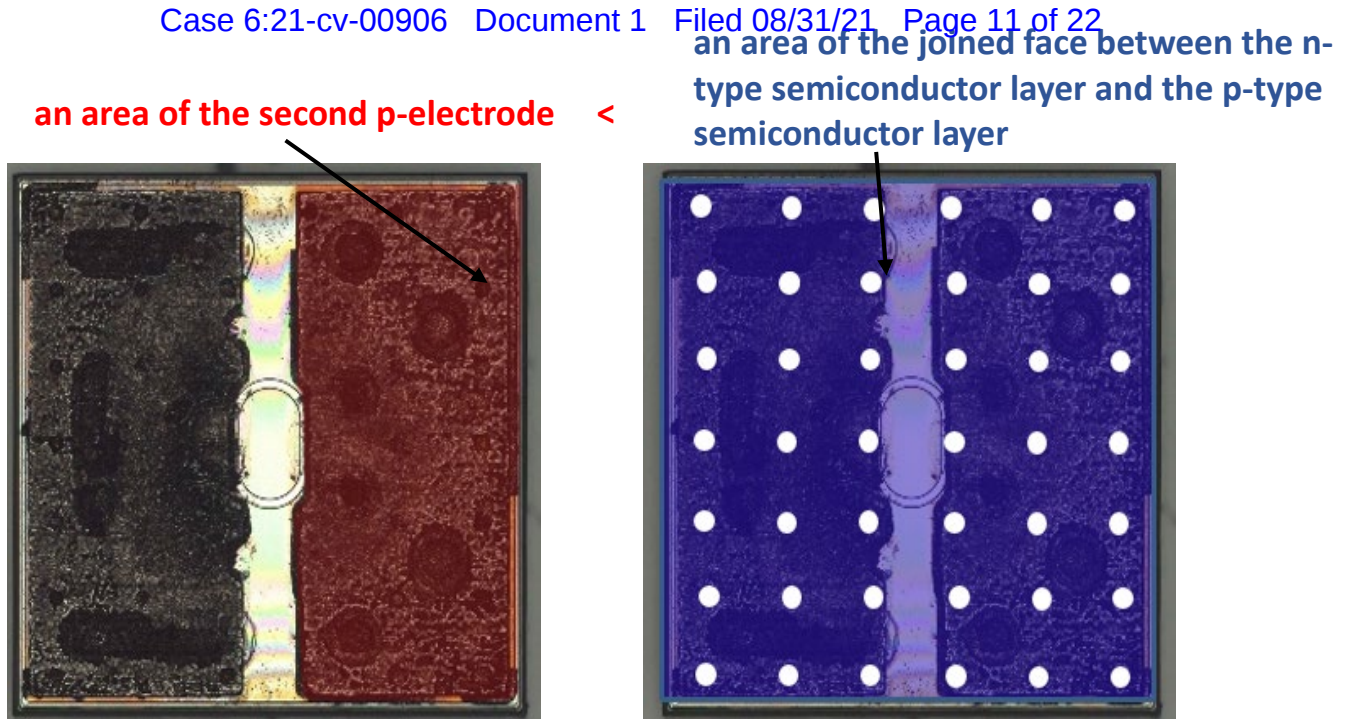 Case 6:21-cv-00906 Document 1 Filed 08/31/21 Page 11 of 22
an area of the second p-electrode <
an area of the joined face between the n-
type semiconductor layer and the p-type
semiconductor layer